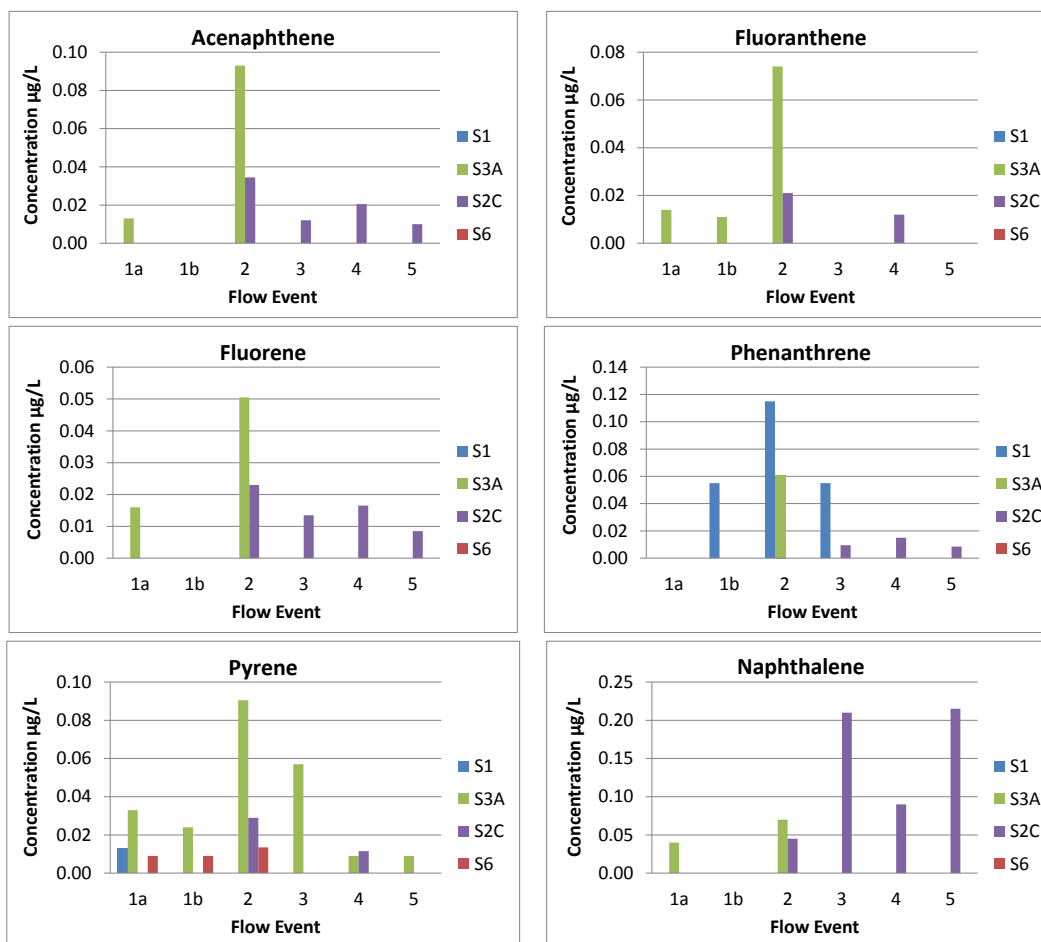 Acenaphthene
Concentration µg/L
0.10
0.08
0.06
0.04
0.02
0.00
1a 1b 2 3 4 5
Flow Event
S1
S3A
S2C
S6
Fluoranthene
Concentration µg/L
0.08
0.06
0.04
0.02
0.00
1a 1b 2 3 4 5
Flow Event
S1
S3A
S2C
S6
Fluorene
Concentration µg/L
0.06
0.05
0.04
0.03
0.02
0.01
0.00
1a 1b 2 3 4 5
Flow Event
S1
S3A
S2C
S6
Phenanthrene
Concentration µg/L
0.14
0.12
0.10
0.08
0.06
0.04
0.02
0.00
1a 1b 2 3 4 5
Flow Event
S1
S3A
S2C
S6
Pyrene
Concentration µg/L
0.10
0.08
0.06
0.04
0.02
0.00
1a 1b 2 3 4 5
Flow Event
S1
S3A
S2C
S6
Naphthalene
Concentration µg/L
0.25
0.20
0.15
0.10
0.05
0.00
1a 1b 2 3 4 5
Flow Event
S1
S3A
S2C
S6